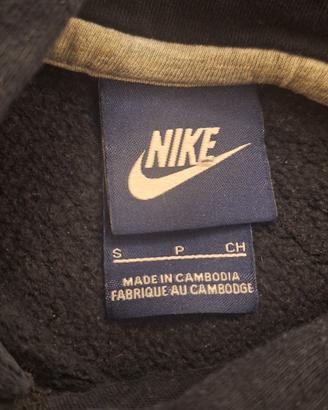 NIKE
S P CH
MADE IN CAMBODIA
FABRIQUE AU CAMBODGE